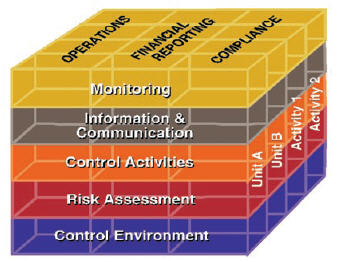 OPERATIONS
FINANCIAL
REPORTING
COMPLIANCE
Monitoring
Information &
Communication
Control Activities
Risk Assessment
Control Environment
Unit A
Unit B
Activity 1
Activity 2